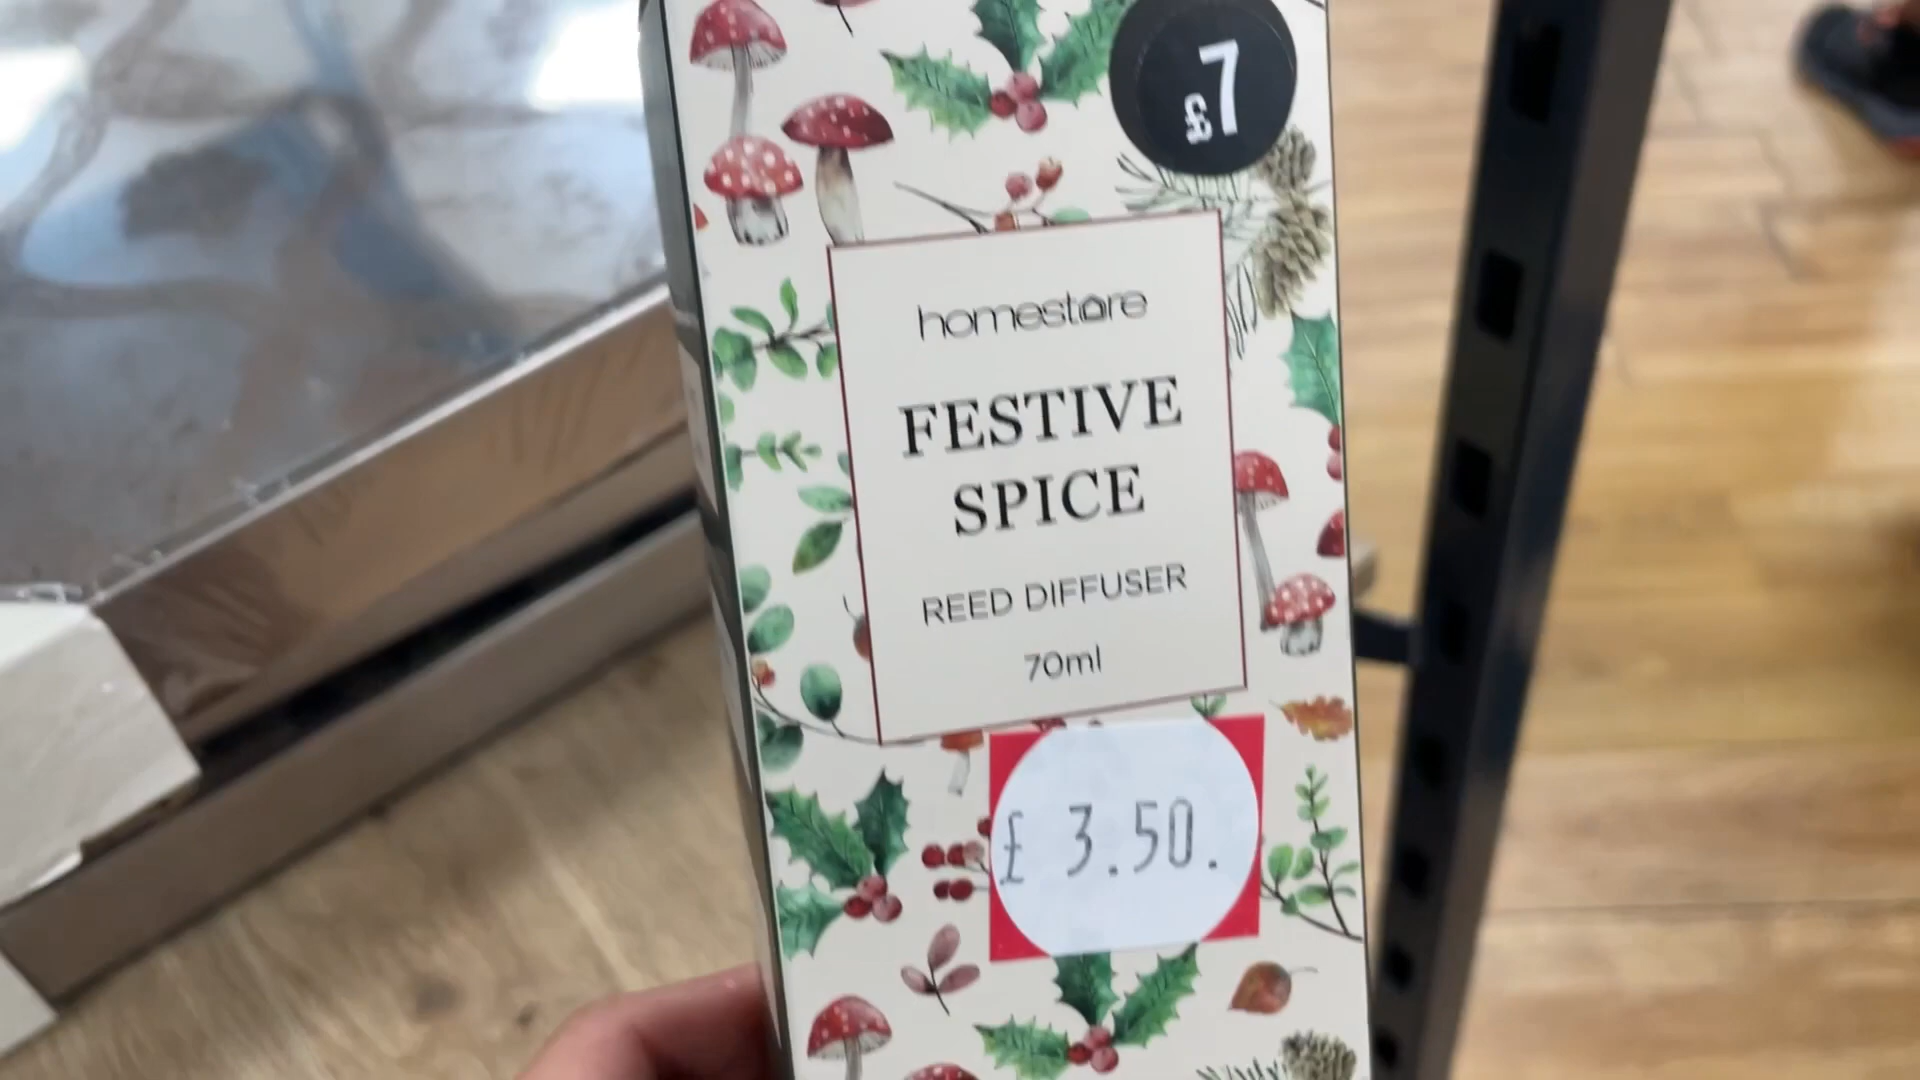 £7
homestore
FESTIVE
SPICE
REED DIFFUSER
70ml
£ 3.50.